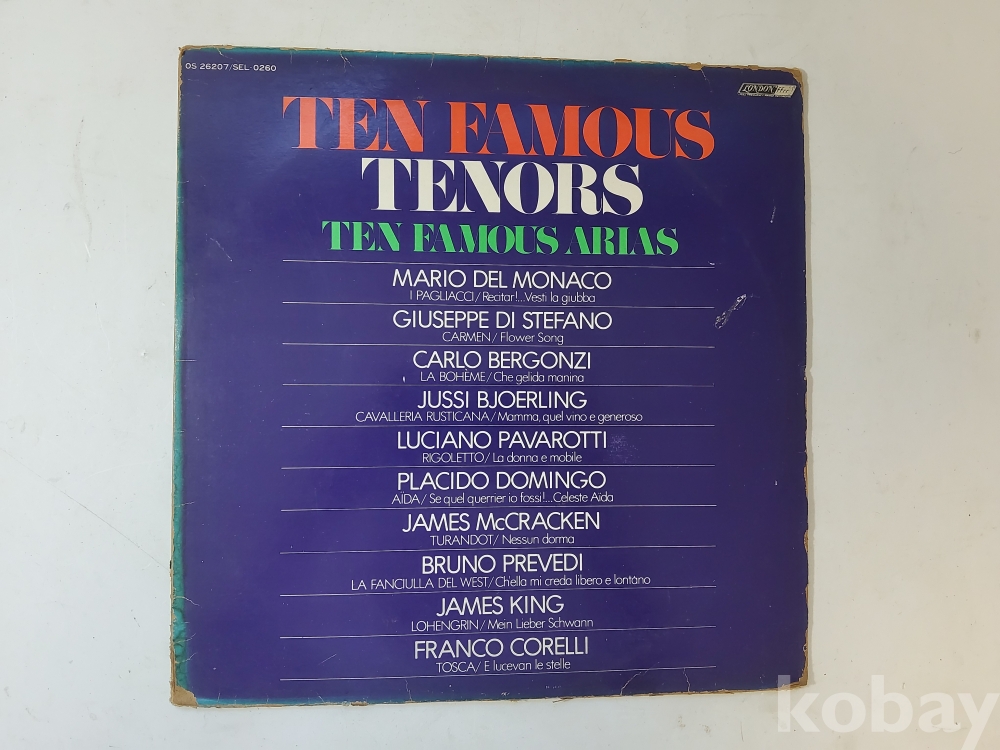 OS 26207/SEL-0260
LONDON
TEN FAMOUS
TENORS
TEN FAMOUS ARIAS
MARIO DEL MONACO
I PAGLIACCI/Recitar!...Vesti la giubba
GIUSEPPE DI STEFANO
CARMEN/Flower Song
CARLO BERGONZI
LA BOHEME/Che gelida manina
JUSSI BJOERLING
CAVALLERIA RUSTICANA/Mamma, quel vino e generoso
LUCIANO PAVAROTTI
RIGOLETTO/La donna e mobile
PLACIDO DOMINGO
AIDA/Se quel querrier io fossi!...Celeste Aida
JAMES McCRACKEN
TURANDOT/Nessun dorma
BRUNO PREVEDI
LA FANCIULLA DEL WEST/Ch'ella mi creda libero e lontano
JAMES KING
LOHENGRIN/Mein Lieber Schwann
FRANCO CORELLI
TOSCA/E lucevan le stelle
kobay